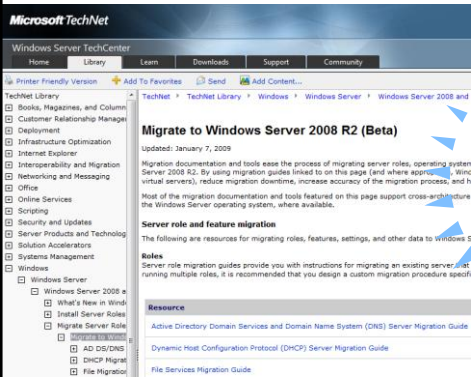 Microsoft TechNet
Windows Server TechCenter
Home Library Learn Downloads Support Community
Printer Friendly Version Add To Favorites Send Add Content...
TechNet Library
Books, Magazines, and Column
Customer Relationship Manage
Deployment
Infrastructure Optimization
Internet Explorer
Interoperability and Migration
Networking and Messaging
Office
Online Services
Scripting
Security and Updates
Server Products and Technolog
Solution Accelerators
Systems Management
Windows
Windows Server
Windows Server 2008 a
What's New in Wind
Install Server Roles
Migrate Server Role
Migrate to Wind
AD DS/DNS
DHCP Migrat
File Migration
TechNet TechNet Library Windows Windows Server Windows Server 2008 and
Migrate to Windows Server 2008 R2 (Beta)
Updated: January 7, 2009
Migration documentation and tools ease the process of migrating server roles, operating system
Server 2008 R2. By using migration guides linked to on this page (and where Wind
virtual servers), reduce migration downtime, increase accuracy of the migration process, and h
Most of the migration documentation and tools featured on this page support cross-architecture
the Windows Server operating system, where available.
Server role and feature migration
The following are resources for migrating roles, features, settings, and other data to Windows S
Roles
Server role migration guides provide you with instructions for migrating an existing server that
running multiple roles, it is recommended that you design a custom migration procedure specifi
Resource
Active Directory Domain Services and Domain Name System (DNS) Server Migration Guide
Dynamic Host Configuration Protocol (DHCP) Server Migration Guide
File Services Migration Guide